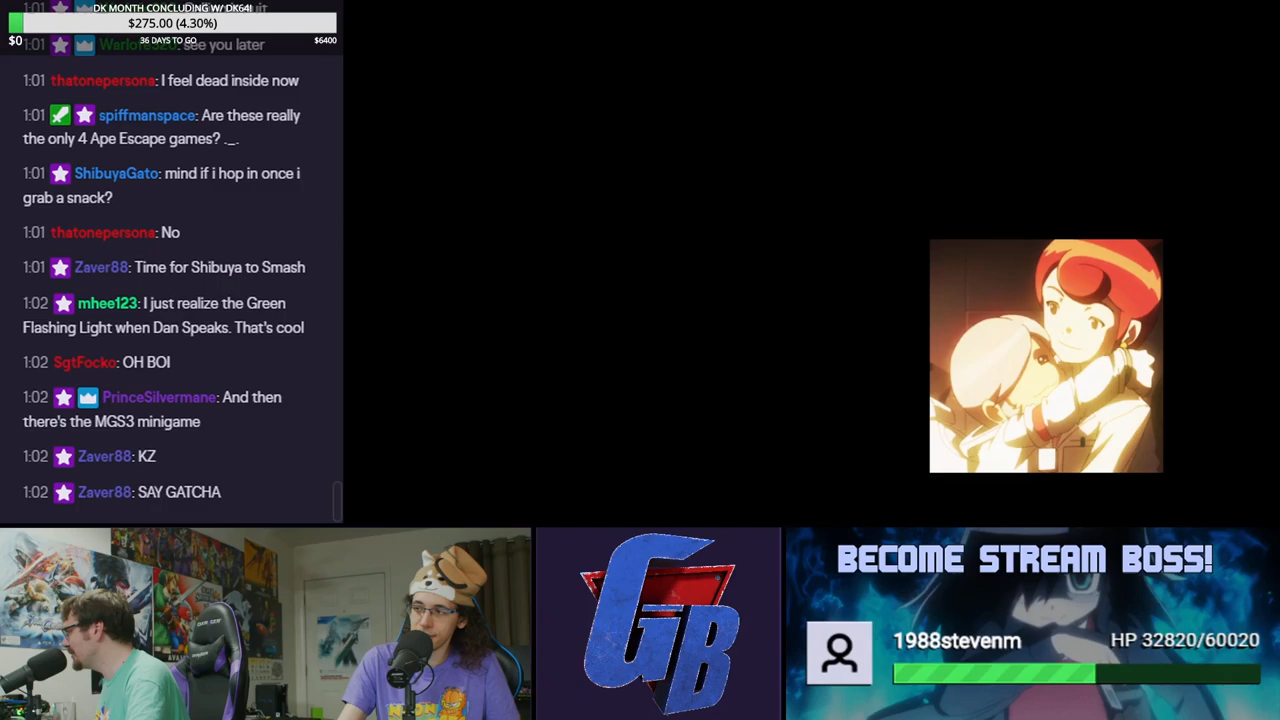 DK MONTH CONCLUDING W/ DK64!
$275.00 (4.30%)
$0
36 DAYS TO GO
$6400
1:01
1:01 see you later
1:01 thatonepersona: I feel dead inside now
1:01 spiffmanspace: Are these really
the only 4 Ape Escape games? ._.
1:01 ShibuyaGato: mind if i hop in once i
grab a snack?
1:01 thatonepersona: No
1:01 Zaver88: Time for Shibuya to Smash
1:02 mhee123: I just realize the Green
Flashing Light when Dan Speaks. That's cool
1:02 SgtFocko: OH BOI
1:02 PrinceSilvermane: And then
there's the MGS3 minigame
1:02 Zaver88: KZ
1:02 Zaver88: SAY GATCHA
GB
BECOME STREAM BOSS!
1988stevenm
HP 32820/60020